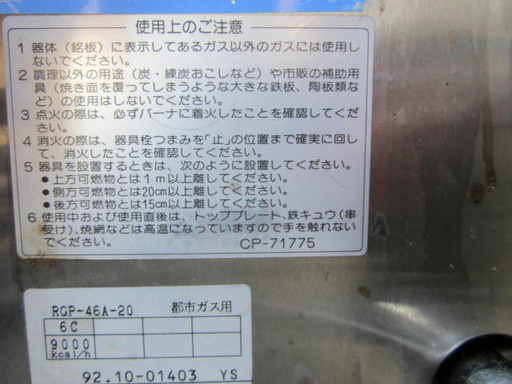 使用上のご注意
1 器体(銘板)に表示してあるガス以外のガスには使用し
ないでください。
2 調理以外の用途(炭・練炭おこしなど)や市販の補助用
具(焼き面を覆ってしまうような大きな鉄板、陶板類な
ど)の使用はしないでください。
3 点火の際は、必ずバーナに着火したことを確認してくだ
さい。
4 消火の際は、器具栓つまみを「止」の位置まで確実に回し
て、消火したことを確認してください。
5 器具を設置するときは、次のように設置してください。
●上方可燃物とは1m以上離してください。
●側方可燃物とは20cm以上離してください。
●後方可燃物とは15cm以上離してください。
6 使用中および使用直後は、トッププレート、鉄キュウ(串
受け)、焼網などは高温になっていますので手を触れない
でください。
CP-71775
RGP-46A-20 都市ガス用
6C
9000
kcal/h
92.10-01403 YS